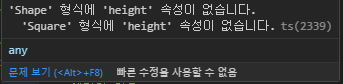 'Shape' 형식에 'height' 속성이 없습니다.
'Square' 형식에 'height' 속성이 없습니다. ts(2339)
any
문제 보기 (<Alt>+F8) 빠른 수정을 사용할 수 없음